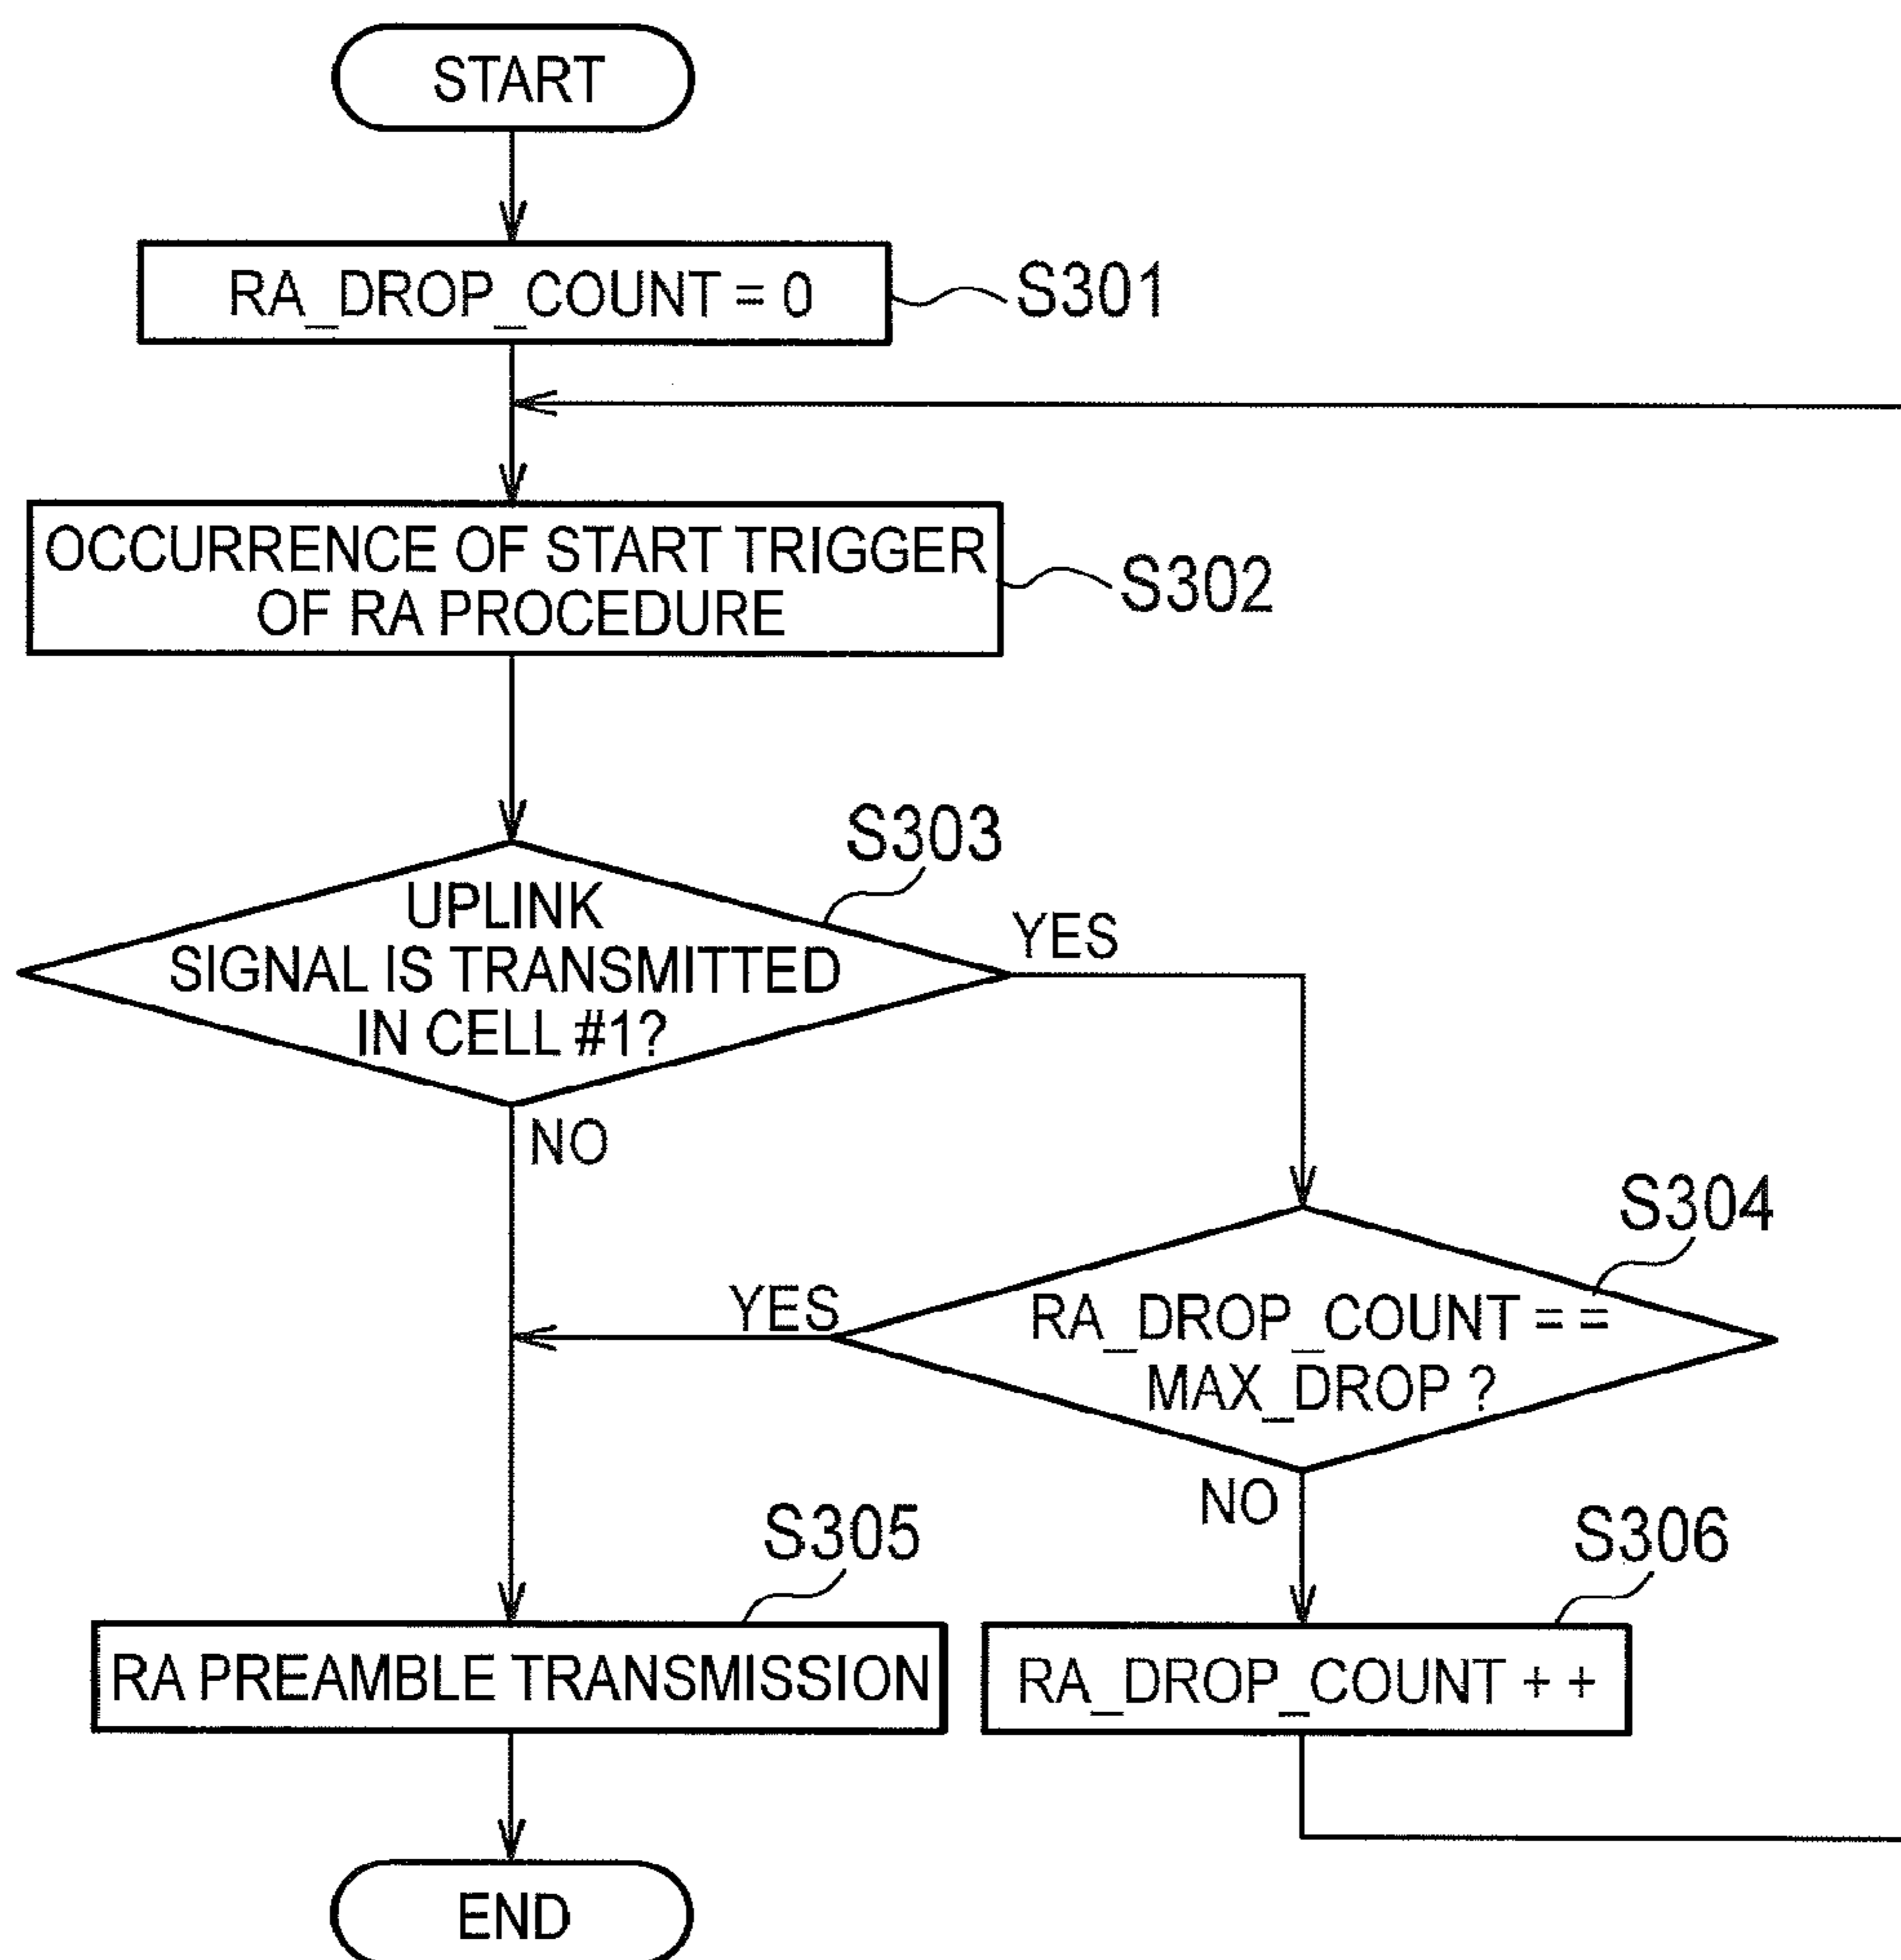 START
RA_DROP_COUNT = 0
S301
OCCURRENCE OF START TRIGGER
OF RA PROCEDURE
S302
S303
UPLINK
SIGNAL IS TRANSMITTED
IN CELL #1?
YES
NO
S304
RA_DROP_COUNT = =
MAX_DROP ?
YES
NO
S305
RA PREAMBLE TRANSMISSION
S306
RA_DROP_COUNT + +
END